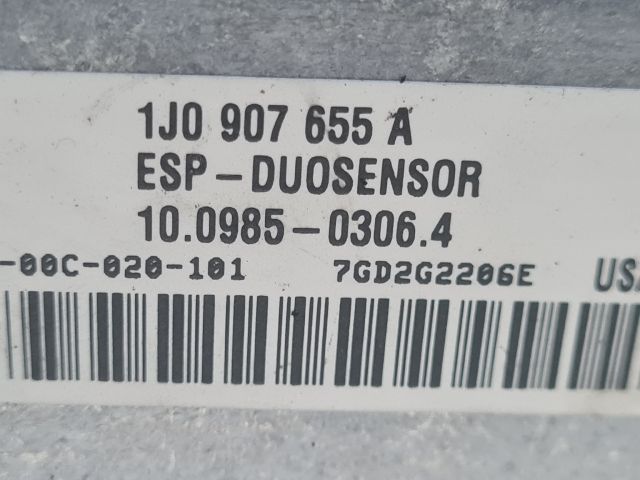 1J0 907 655 A
ESP-DUOSENSOR
10.0985-0306.4
-00C-020-101 7GD2G2206E